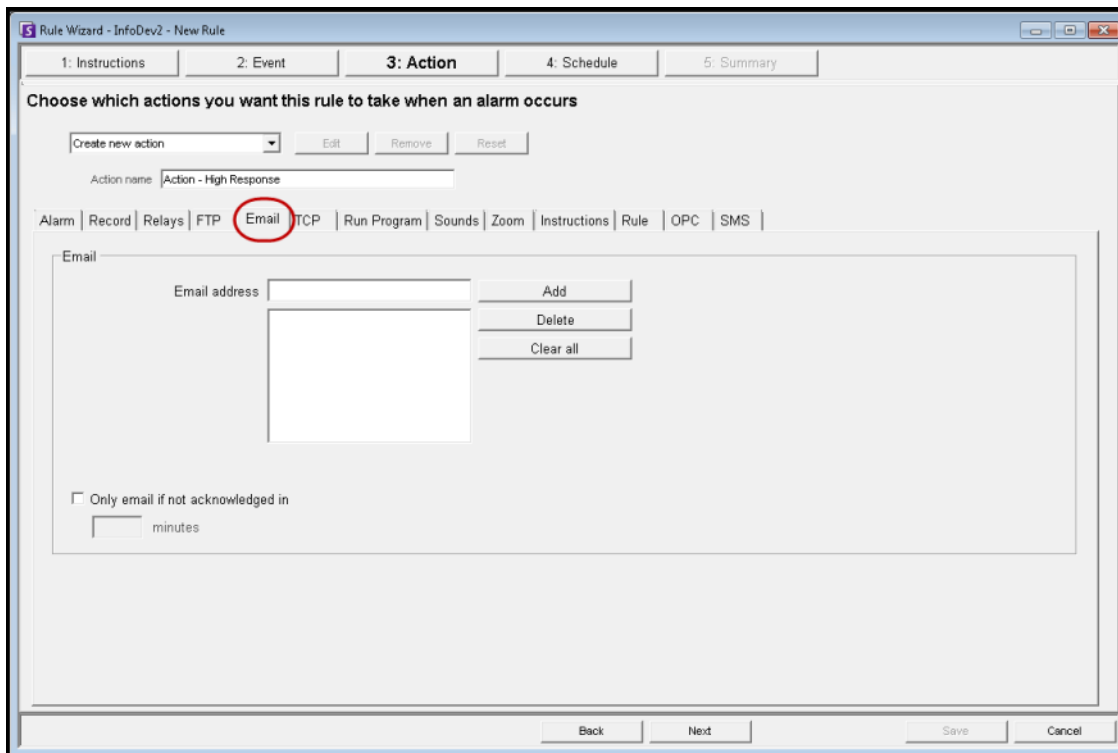 Rule Wizard - InfoDev2 - New Rule
1: Instructions 2: Event 3: Action 4: Schedule 5: Summary
Choose which actions you want this rule to take when an alarm occurs
Create new action Edit Remove Reset
Action name Action - High Response
Alarm Record Relays FTP Email TCP Run Program Sounds Zoom Instructions Rule OPC SMS
Email
Email address Add
Delete
Clear all
Only email if not acknowledged in
minutes
Back Next Save Cancel